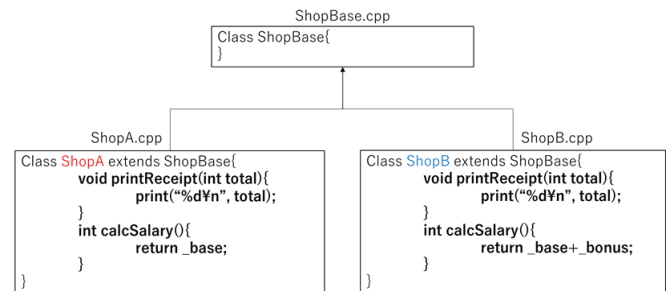 ShopBase.cpp
Class ShopBase{
}
ShopA.cpp
Class ShopA extends ShopBase{
void printReceipt(int total){
print(“%d¥n”, total);
}
int calcSalary(){
return _base;
}
}
ShopB.cpp
Class ShopB extends ShopBase{
void printReceipt(int total){
print(“%d¥n”, total);
}
int calcSalary(){
return _base+_bonus;
}
}